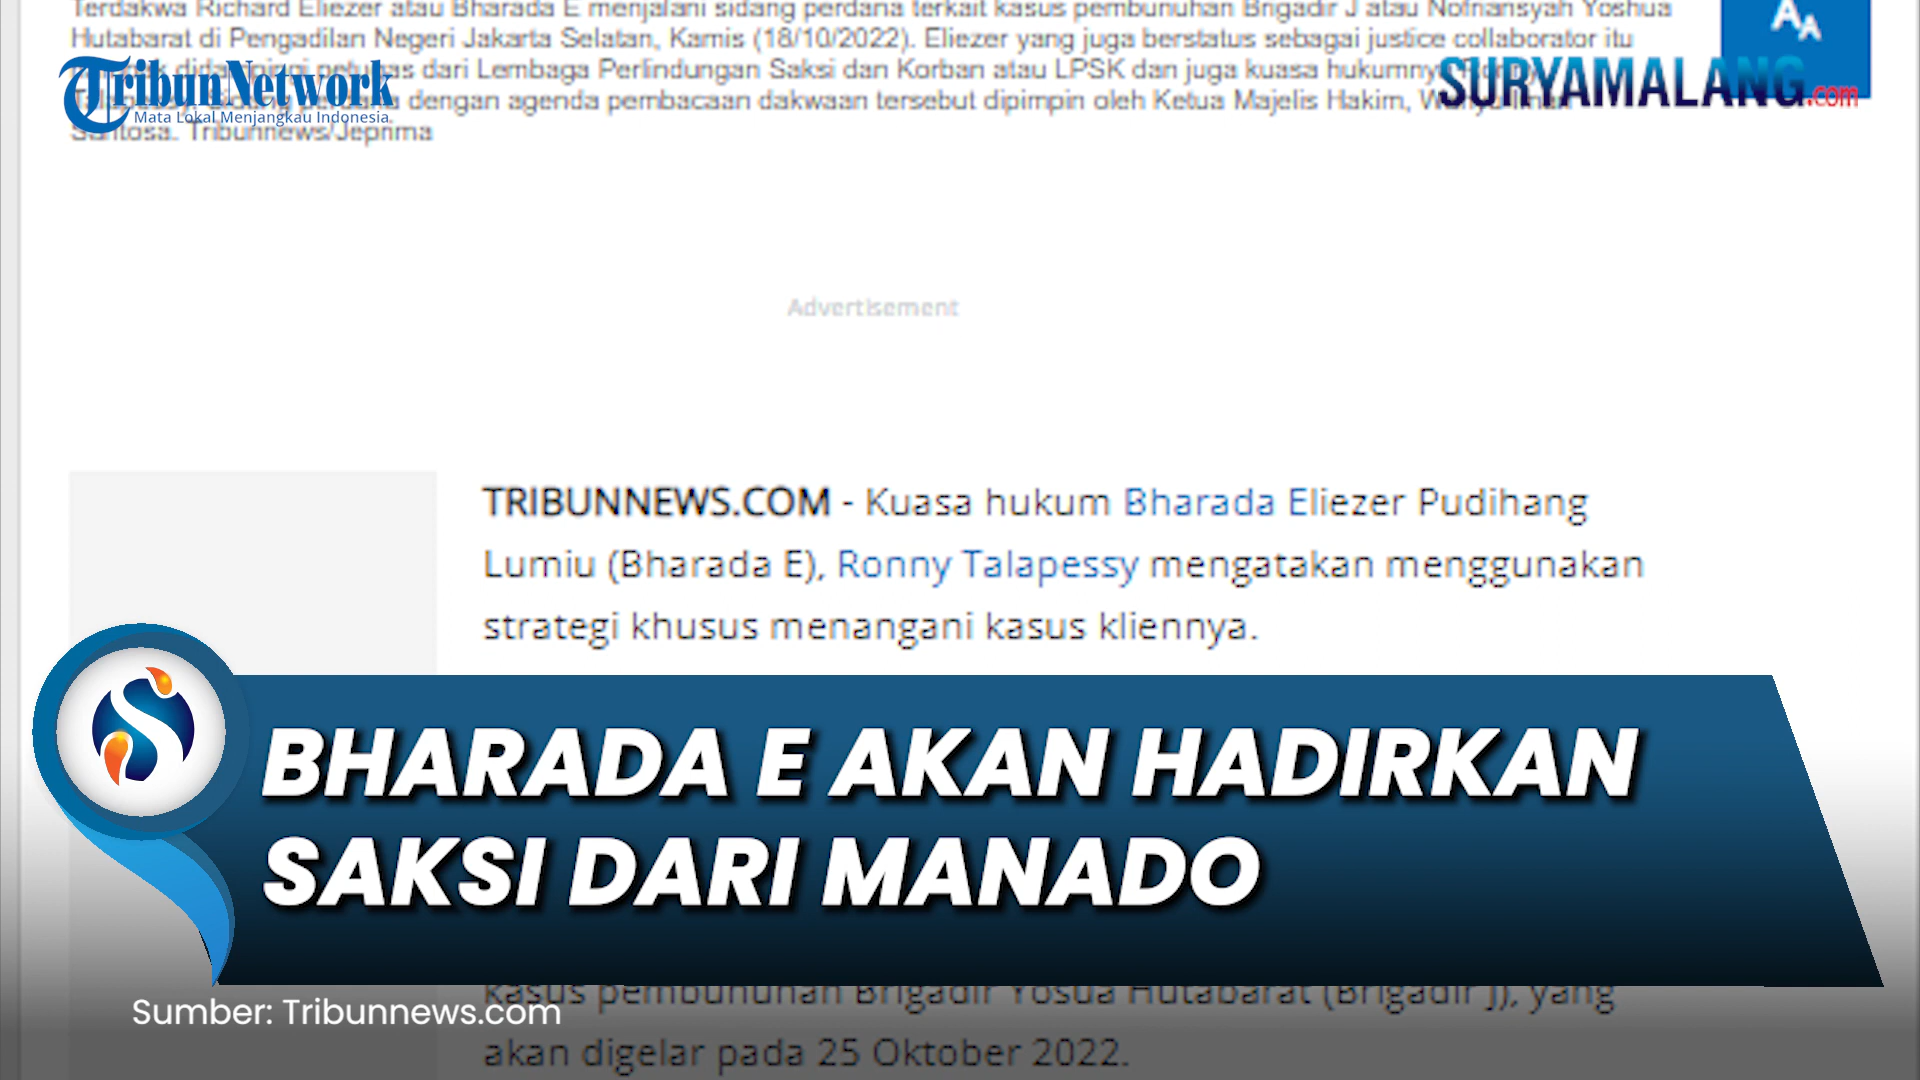 Terdakwa Richard Eliezer atau Bharada E menjalani sidang perdana terkait kasus pembunuhan Brigadir J atau Nofriansyah Yoshua
Hutabarat di Pengadilan Negeri Jakarta Selatan, Kamis (18/10/2022). Eliezer yang juga berstatus sebagai justice collaborator itu
didampingi petugas dari Lembaga Perlindungan Saksi dan Korban atau LPSK dan juga kuasa hukumnya
dengan agenda pembacaan dakwaan tersebut dipimpin oleh Ketua Majelis Hakim,
Santosa. Tribunnews/Jeprima
TribunNetwork
Mata Lokal Menjangkau Indonesia
SURYAMALANG.com
AA
Advertisement
TRIBUNNEWS.COM - Kuasa hukum Bharada Eliezer Pudihang
Lumiu (Bharada E), Ronny Talapessy mengatakan menggunakan
strategi khusus menangani kasus kliennya.
BHARADA E AKAN HADIRKAN
SAKSI DARI MANADO
kasus pembunuhan Brigadir Yosua Hutabarat (Brigadir J), yang
akan digelar pada 25 Oktober 2022.
Sumber: Tribunnews.com